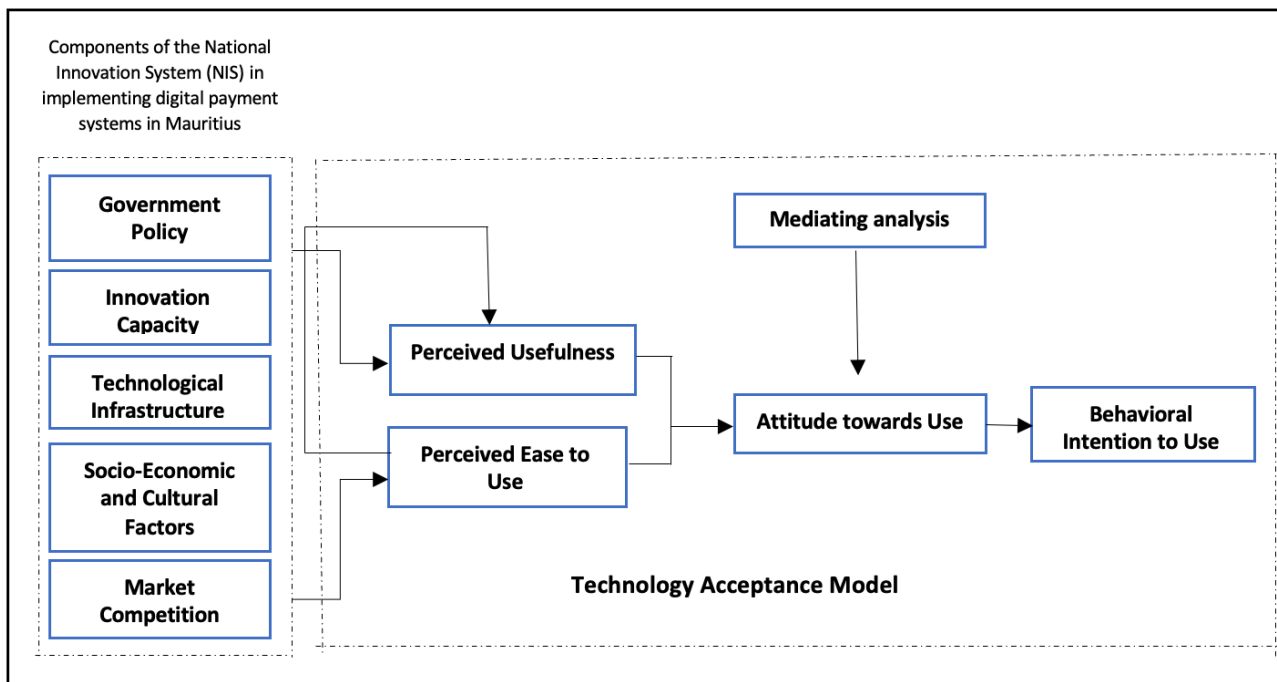 Components of the National
Innovation System (NIS) in
implementing digital payment
systems in Mauritius
Government
Policy
Innovation
Capacity
Technological
Infrastructure
Socio-Economic
and Cultural
Factors
Market
Competition
Mediating analysis
Perceived Usefulness
Perceived Ease to
Use
Attitude towards Use
Behavioral
Intention to Use
Technology Acceptance Model